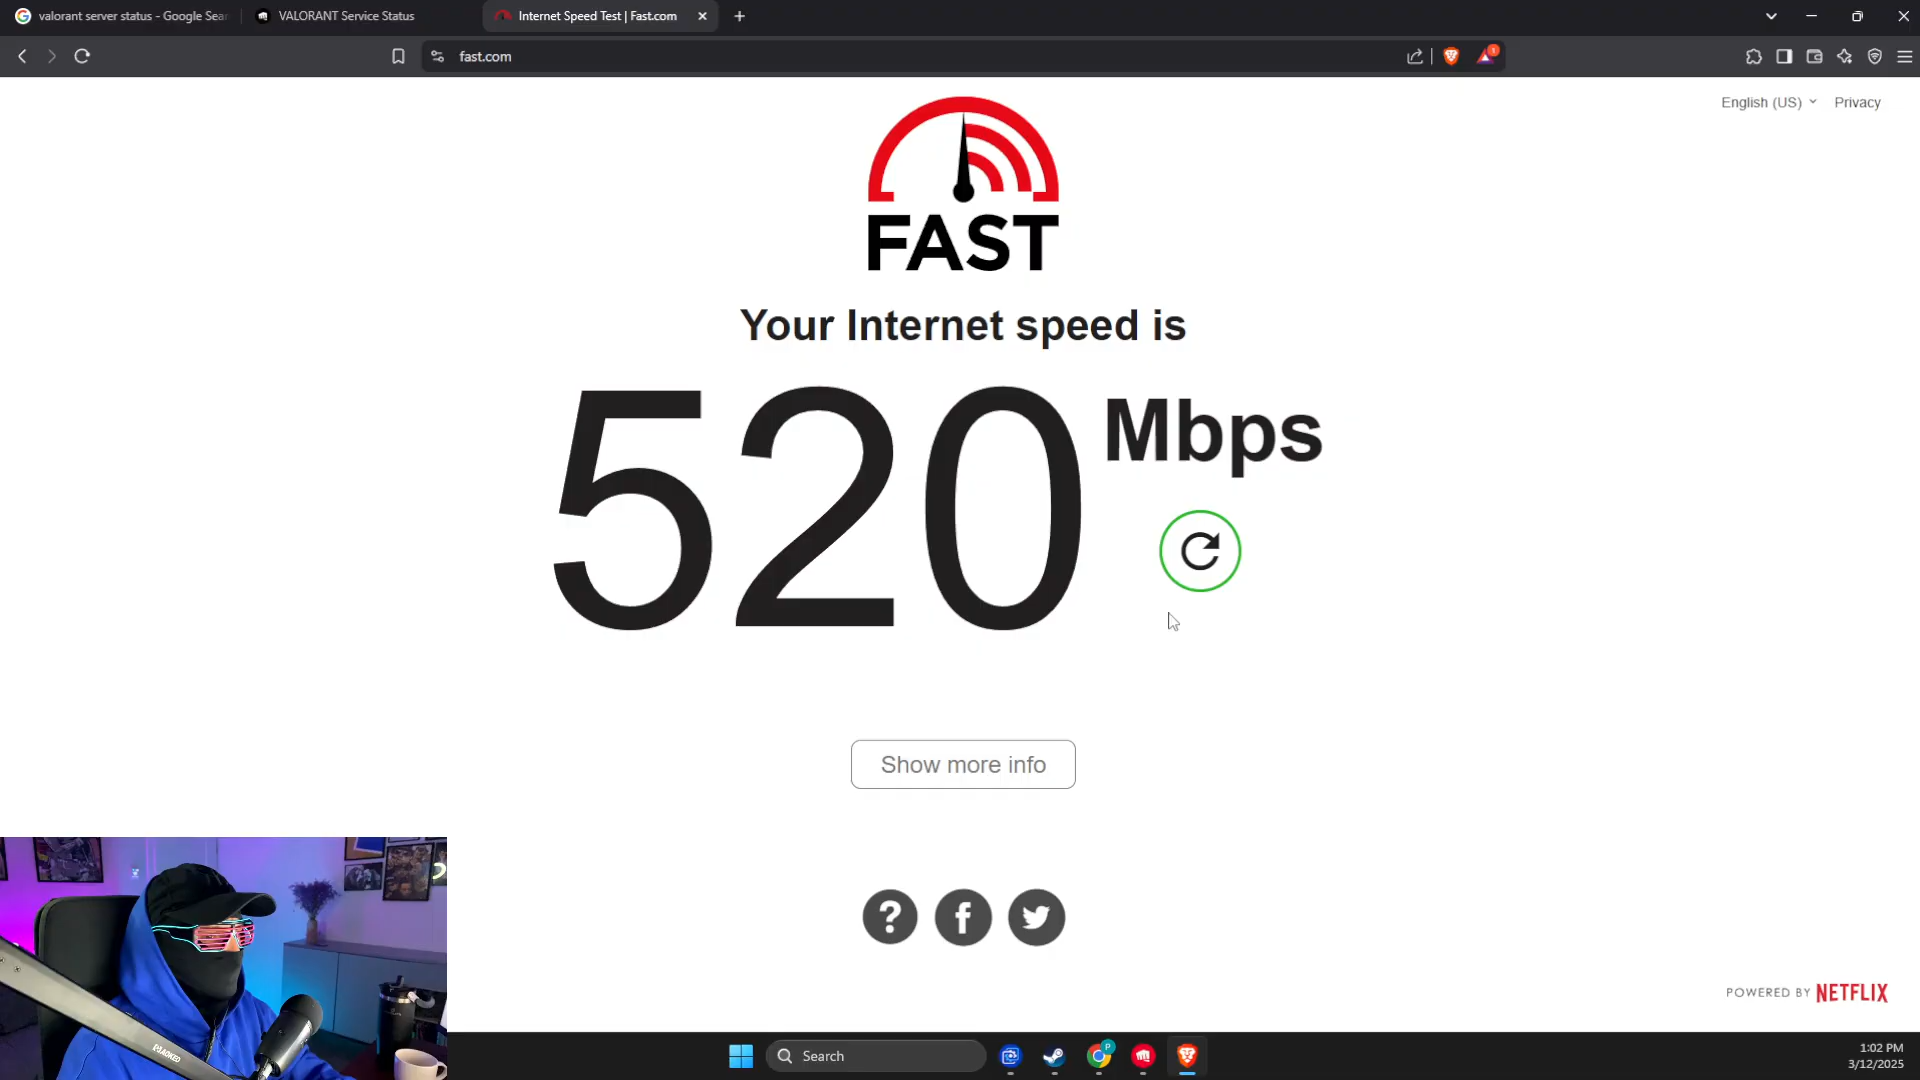 valorant server status - Google Sear
VALORANT Service Status
Internet Speed Test | Fast.com
fast.com
1
English (US)
Privacy
FAST
Your Internet speed is
520
Mbps
Show more info
POWERED BY NETFLIX
Search
P
1:02 PM
3/12/2025